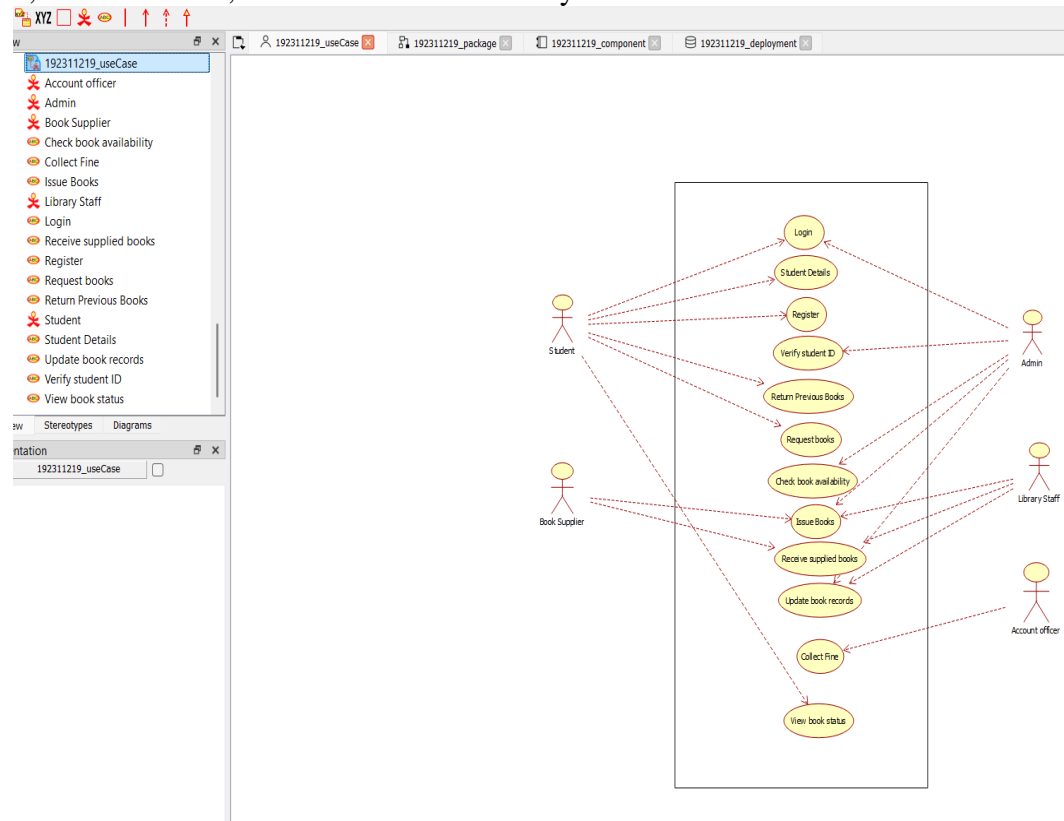 XYZ
192311219_useCase
192311219_package
192311219_component
192311219_deployment
192311219_useCase
Account officer
Admin
Book Supplier
Check book availability
Collect Fine
Issue Books
Library Staff
Login
Receive supplied books
Register
Request books
Return Previous Books
Student
Student Details
Update book records
Verify student ID
View book status
Stereotypes
Diagrams
192311219_useCase
Login
Student Details
Register
Verify student ID
Return Previous Books
Request books
Check book availability
Issue Books
Receive supplied books
Update book records
Collect Fine
View book status
Student
Book Supplier
Admin
Library Staff
Account officer